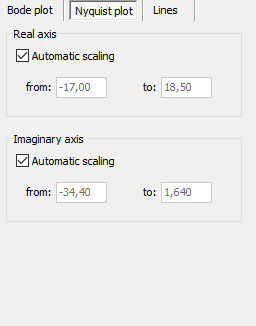 Bode plot Nyquist plot Lines
Real axis
Automatic scaling
from: -17,00 to: 18,50
Imaginary axis
Automatic scaling
from: -34,40 to: 1,640